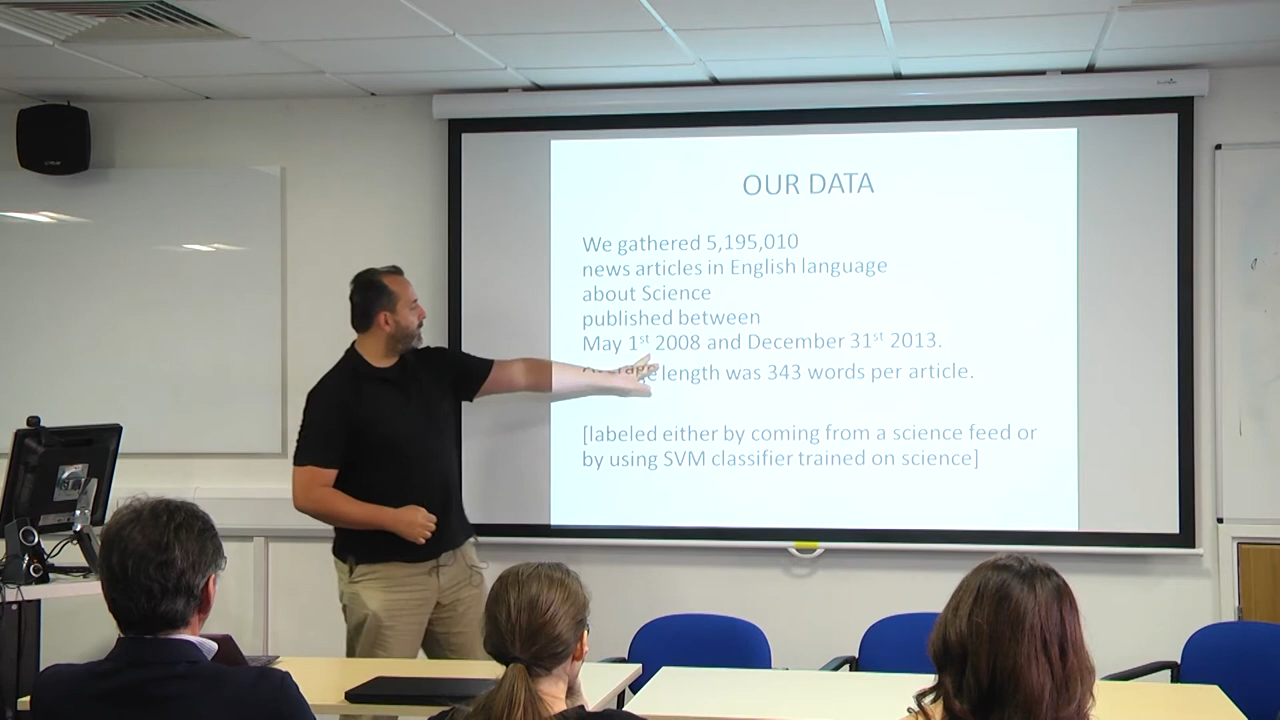 OUR DATA
We gathered 5,195,010
news articles in English language
about Science
published between
May 1st 2008 and December 31st 2013.
Average length was 343 words per article.
[labeled either by coming from a science feed or
by using SVM classifier trained on science]